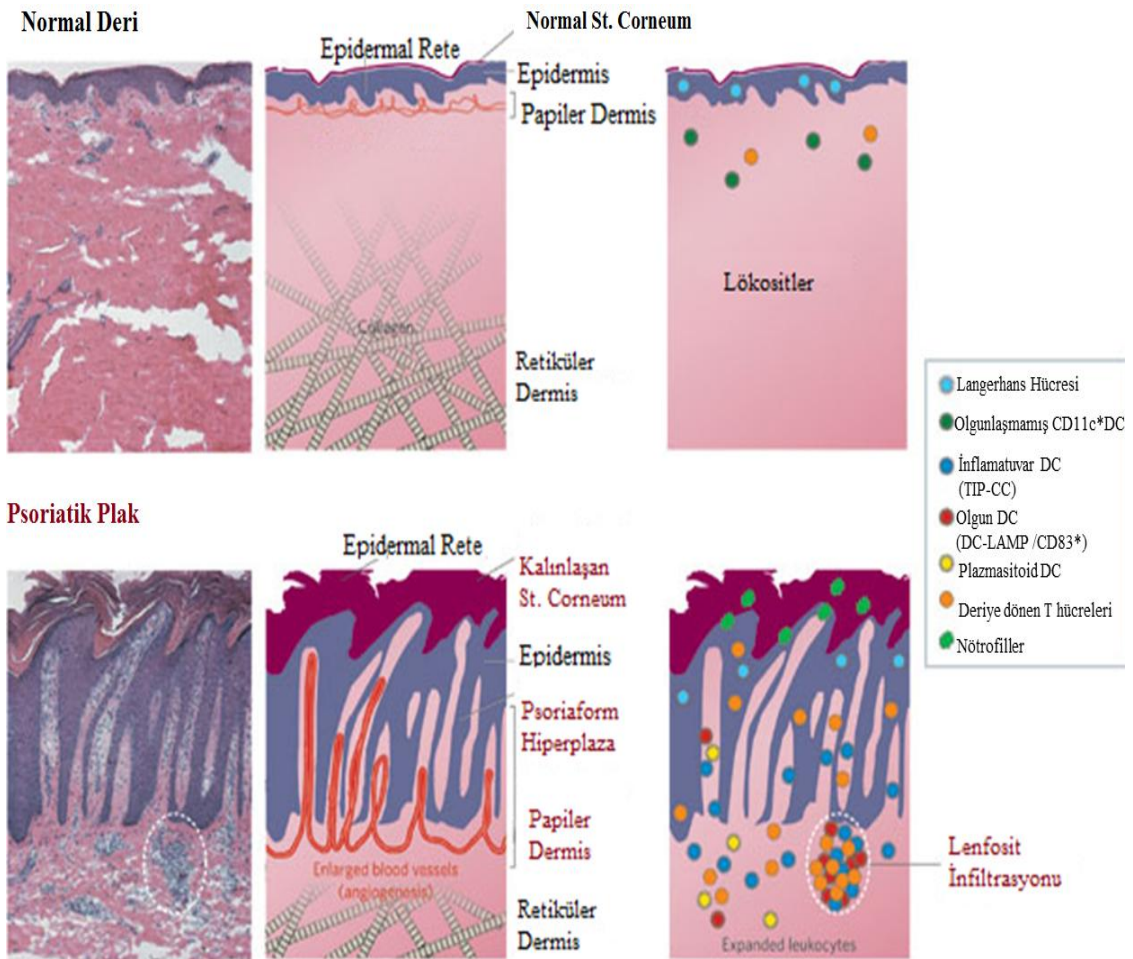 Normal Deri
Normal St. Corneum
Epidermal Rete
Epidermis
Papiler Dermis
Collagen
Retiküler
Dermis
Lökositler
Langerhans Hücresi
Olgunlaşmamış CD11c*DC
İnflamatuvar DC
(TIP-CC)
Olgun DC
(DC-LAMP /CD83*)
Plazmasitoid DC
Deriye dönen T hücreleri
Nötrofiller
Psoriatik Plak
Epidermal Rete
Kalınlaşan
St. Corneum
Epidermis
Psoriaform
Hiperplaza
Papiler
Dermis
Enlarged blood vessels
(angiogenesis)
Retiküler
Dermis
Lenfosit
İnfiltrasyonu
Expanded leukocytes